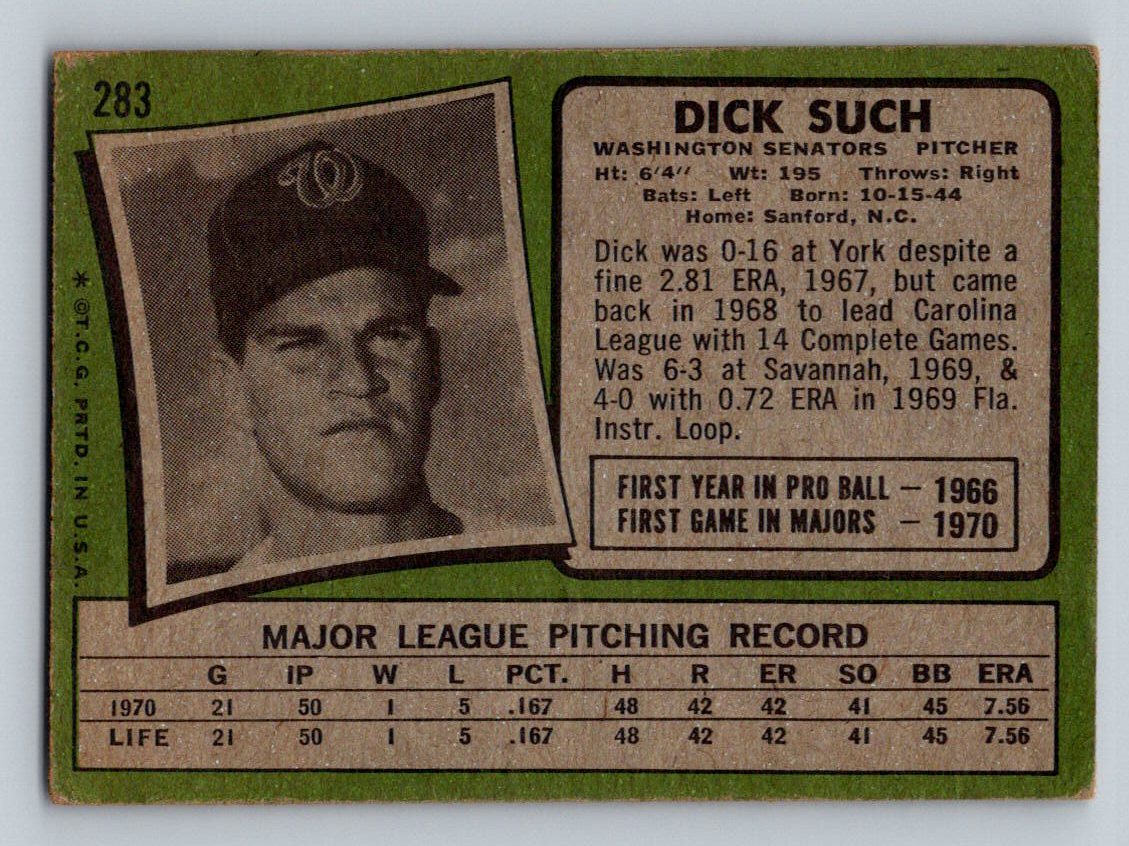 283
DICK SUCH
WASHINGTON SENATORS PITCHER
Ht: 6'4" Wt: 195 Throws: Right
Bats: Left Born: 10-15-44
Home: Sanford, N.C.
Dick was 0-16 at York despite a
fine 2.81 ERA, 1967, but came
back in 1968 to lead Carolina
League with 14 Complete Games.
Was 6-3 at Savannah, 1969, &
4-0 with 0.72 ERA in 1969 Fla.
Instr. Loop.
FIRST YEAR IN PRO BALL — 1966
FIRST GAME IN MAJORS — 1970
W
* ©T.C.G. PRTD. IN U.S.A.
MAJOR LEAGUE PITCHING RECORD
G IP W L PCT. H R ER SO BB ERA
1970 21 50 1 5 .167 48 42 42 41 45 7.56
LIFE 21 50 1 5 .167 48 42 42 41 45 7.56